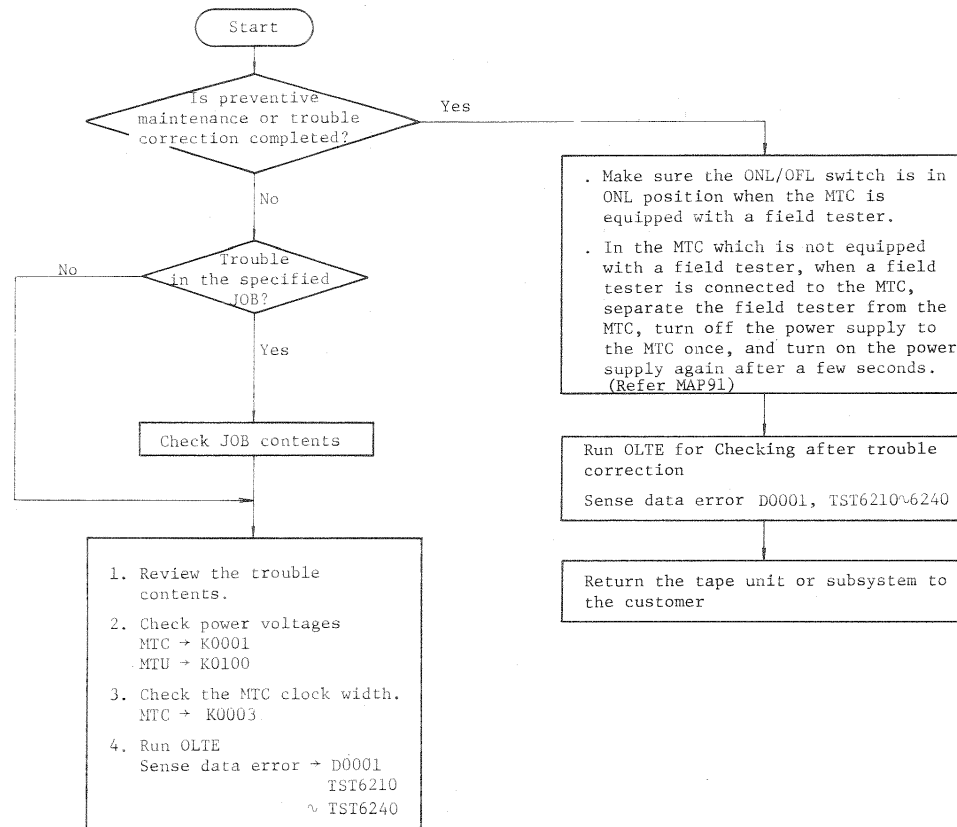 Start
Is preventive
maintenance or trouble
correction completed?
Yes
No
Trouble
in the specified
JOB?
No
Yes
Check JOB contents
1. Review the trouble
contents.
2. Check power voltages
MTC → K0001
MTU → K0100
3. Check the MTC clock width.
MTC → K0003
4. Run OLTE
Sense data error → D0001
TST6210
~ TST6240
. Make sure the ONL/OFL switch is in
ONL position when the MTC is
equipped with a field tester.
. In the MTC which is not equipped
with a field tester, when a field
tester is connected to the MTC,
separate the field tester from the
MTC, turn off the power supply to
the MTC once, and turn on the power
supply again after a few seconds.
(Refer MAP91)
Run OLTE for Checking after trouble
correction
Sense data error D0001, TST6210~6240
Return the tape unit or subsystem to
the customer